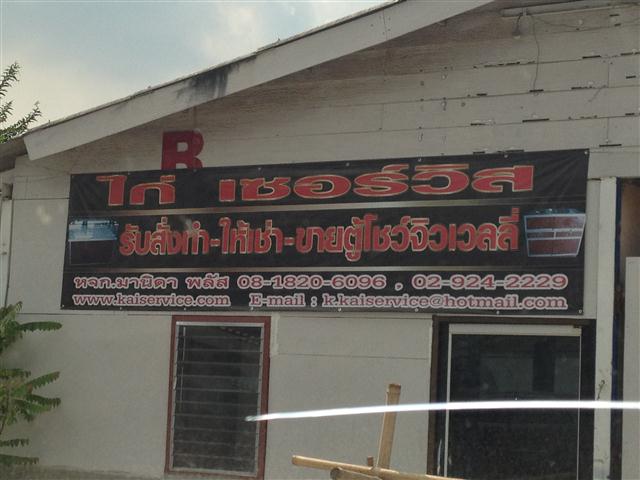 R
ไก่ เซอร์วิส
รับสั่งทำ-ให้เช่า-ขายตู้โชว์จิวเวลลี่
หจก.มานิดา พลัส 08-1820-6096 , 02-924-2229
www.kaiservice.com E-mail : k.kaiservice@hotmail.com